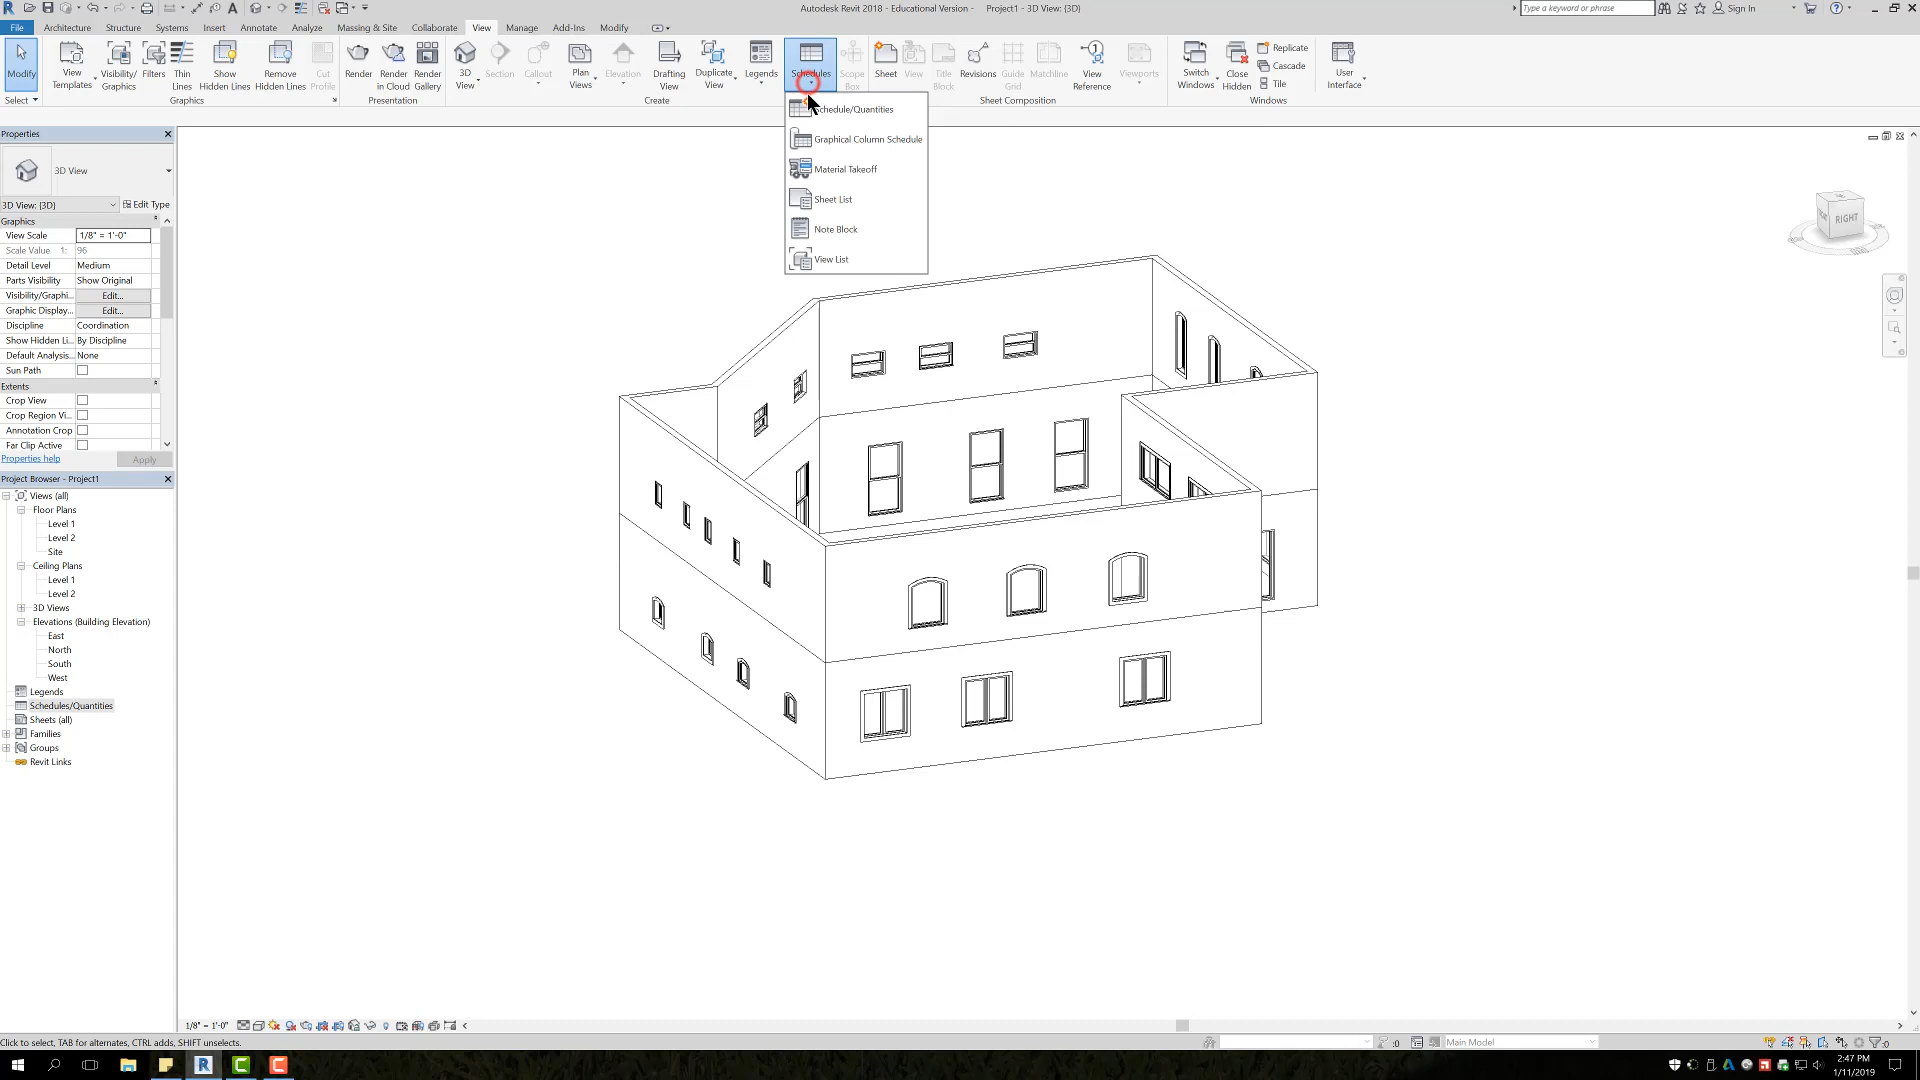 Autodesk Revit 2018 - Educational Version - Project1 - 3D View: {3D}
Type a keyword or phrase
Sign In
File Architecture Structure Systems Insert Annotate Analyze Massing & Site Collaborate View Manage Add-Ins Modify
Modify
View Templates
Visibility/ Graphics
Filters
Thin Lines
Show Hidden Lines
Remove Hidden Lines
Cut Profile
Render
Render in Cloud
Render Gallery
3D View
Section
Callout
Plan Views
Elevation
Drafting View
Duplicate View
Legends
Schedules
Scope Box
Sheet
View
Title Block
Revisions
Guide Grid
Matchline
View Reference
Viewports
Switch Windows
Close Hidden
Replicate
Cascade
Tile
User Interface
Select Graphics Presentation Create Sheet Composition Windows
Schedule/Quantities
Graphical Column Schedule
Material Takeoff
Sheet List
Note Block
View List
Properties
3D View
3D View: {3D} Edit Type
Graphics
View Scale 1/8" = 1'-0"
Scale Value 1: 96
Detail Level Medium
Parts Visibility Show Original
Visibility/Graphi... Edit...
Graphic Display... Edit...
Discipline Coordination
Show Hidden Li... By Discipline
Default Analysis... None
Sun Path
Extents
Crop View
Crop Region Vi...
Annotation Crop
Far Clip Active
Properties help Apply
Project Browser - Project1
Views (all)
Floor Plans
Level 1
Level 2
Site
Ceiling Plans
Level 1
Level 2
3D Views
Elevations (Building Elevation)
East
North
South
West
Legends
Schedules/Quantities
Sheets (all)
Families
Groups
Revit Links
RIGHT
1/8" = 1'-0"
Click to select, TAB for alternates, CTRL adds, SHIFT unselects.
:0
Main Model
:0
2:47 PM
1/11/2019